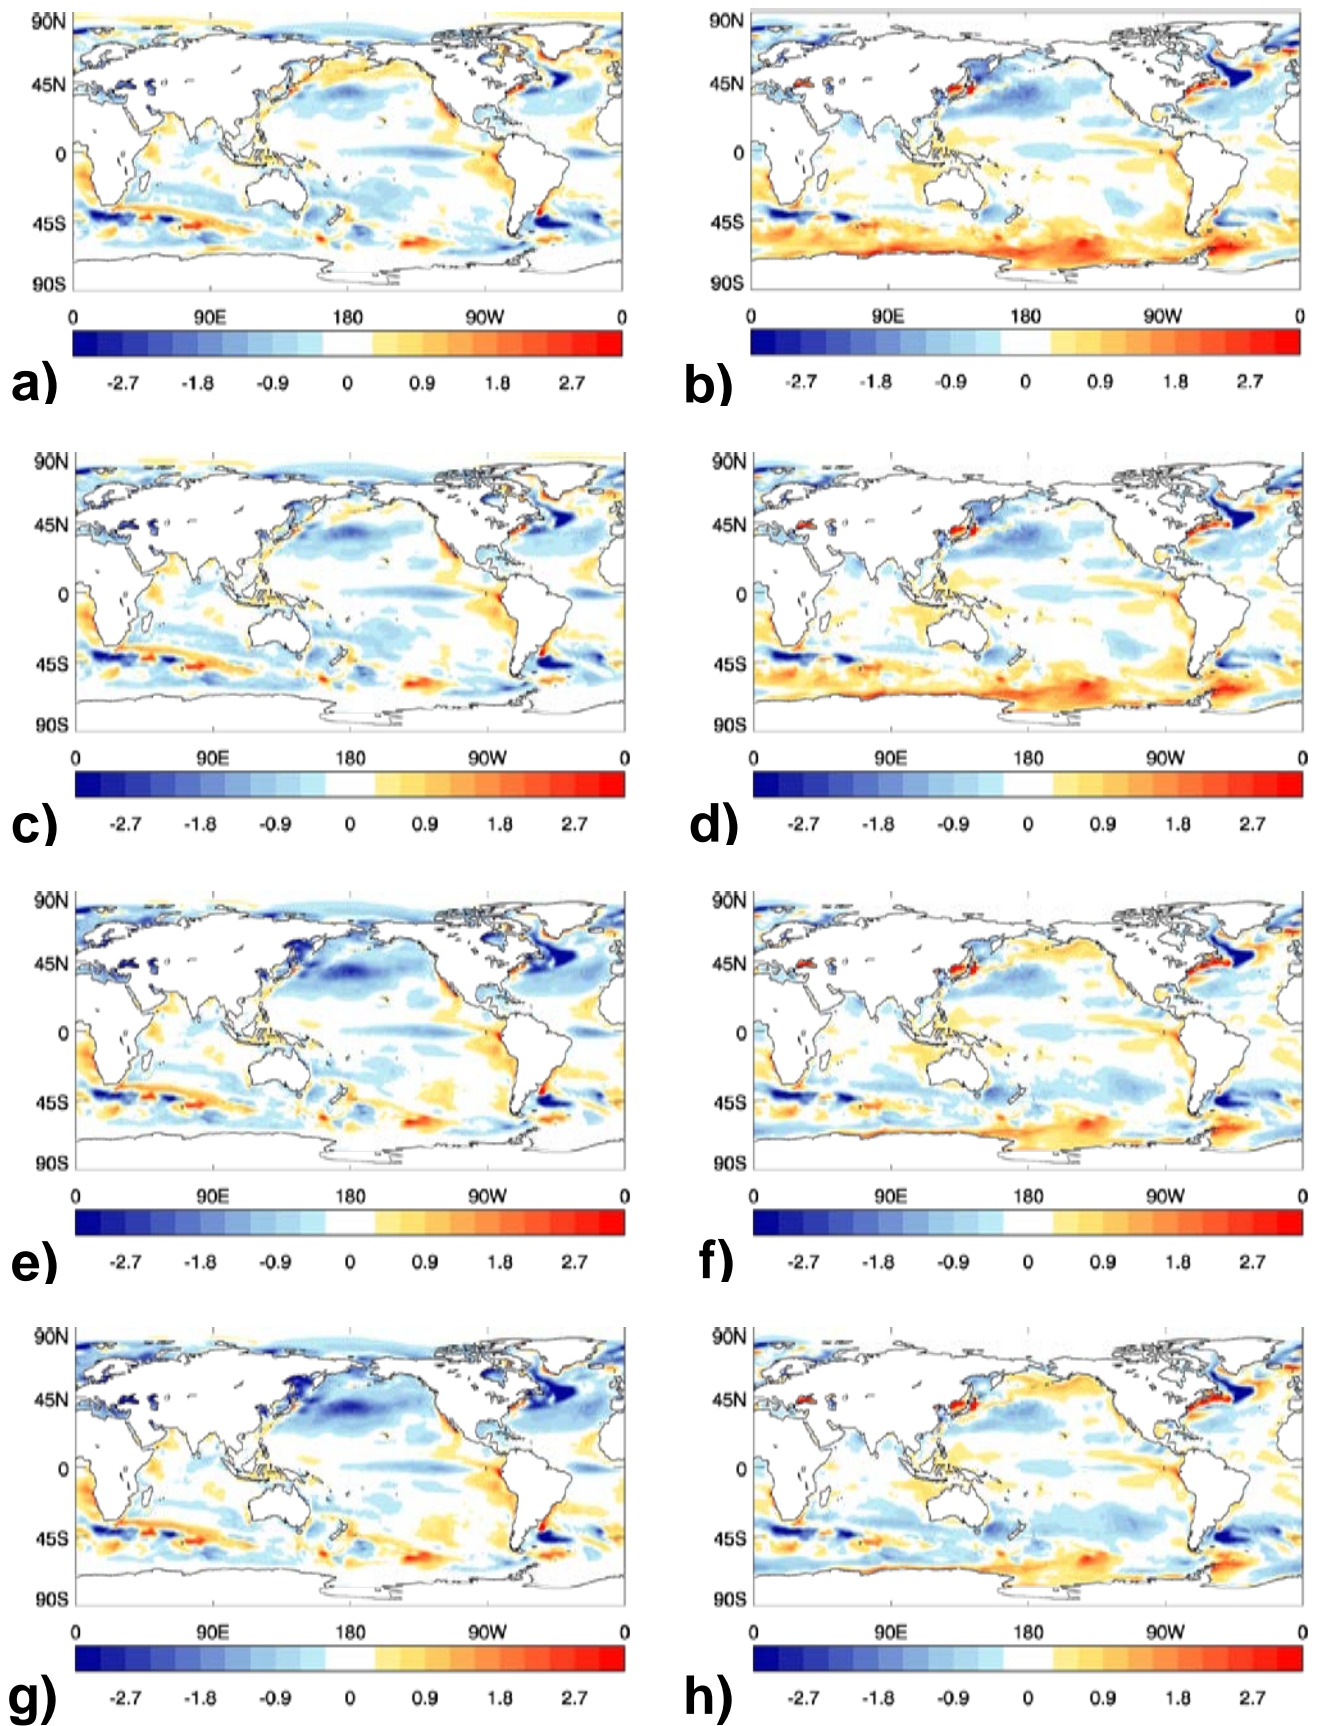 90N 90N
45N 45N
0 0
45S 45S
90S 90S
0 90E 180 90W 0 0 90E 180 90W 0
-2.7 -1.8 -0.9 0 0.9 1.8 2.7 -2.7 -1.8 -0.9 0 0.9 1.8 2.7
a) b)
90N 90N
45N 45N
0 0
45S 45S
90S 90S
0 90E 180 90W 0 0 90E 180 90W 0
-2.7 -1.8 -0.9 0 0.9 1.8 2.7 -2.7 -1.8 -0.9 0 0.9 1.8 2.7
c) d)
90N 90N
45N 45N
0 0
45S 45S
90S 90S
0 90E 180 90W 0 0 90E 180 90W 0
-2.7 -1.8 -0.9 0 0.9 1.8 2.7 -2.7 -1.8 -0.9 0 0.9 1.8 2.7
e) f)
90N 90N
45N 45N
0 0
45S 45S
90S 90S
0 90E 180 90W 0 0 90E 180 90W 0
-2.7 -1.8 -0.9 0 0.9 1.8 2.7 -2.7 -1.8 -0.9 0 0.9 1.8 2.7
g) h)